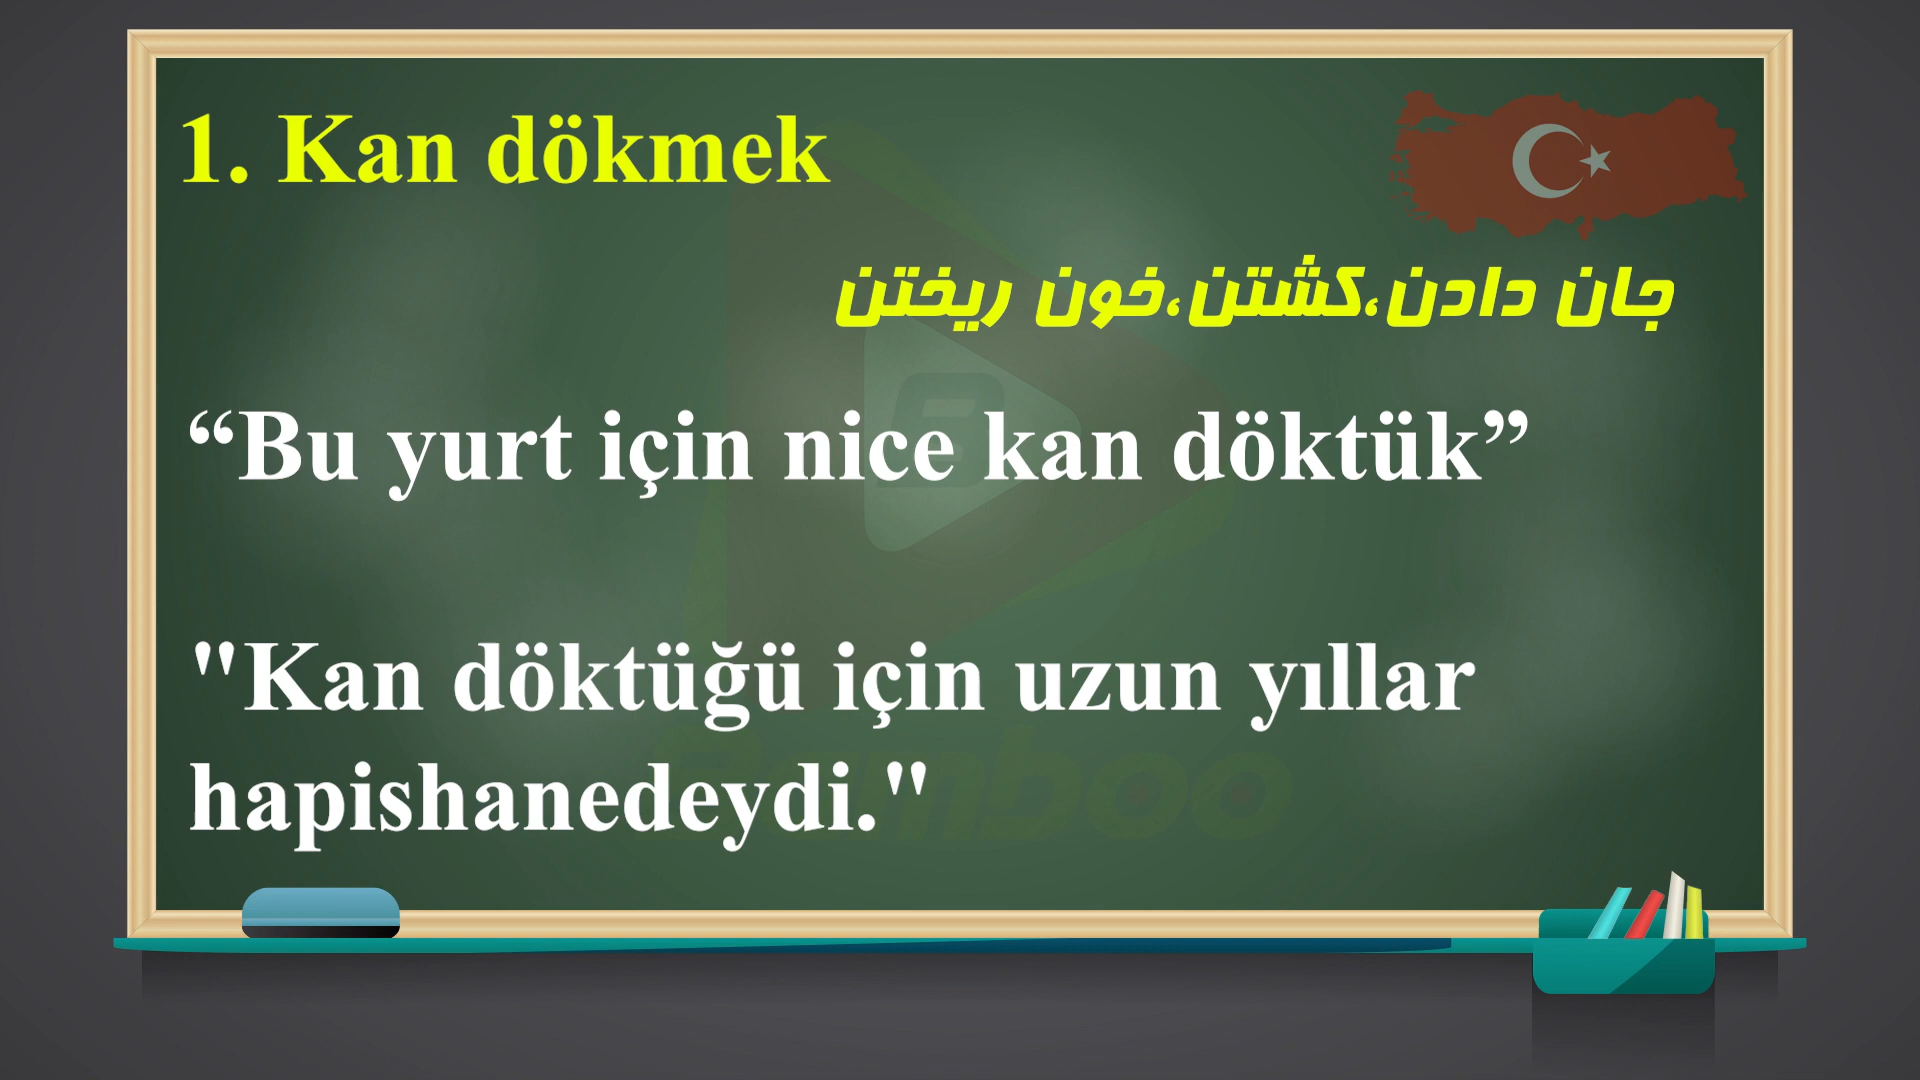 1. Kan dökmek
جان دادن،کشتن،خون ریختن
“Bu yurt için nice kan döktük”
"Kan döktüğü için uzun yıllar
hapishanedeydi."